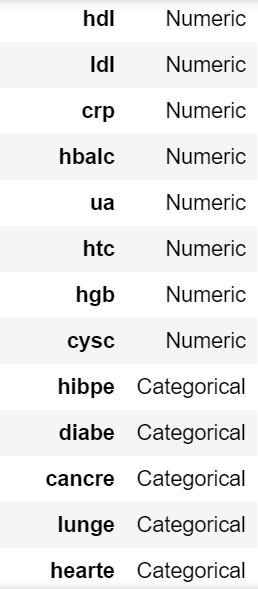 hdl Numeric
ldl Numeric
crp Numeric
hbalc Numeric
ua Numeric
htc Numeric
hgb Numeric
cysc Numeric
hibpe Categorical
diabe Categorical
cancre Categorical
lunge Categorical
hearte Categorical